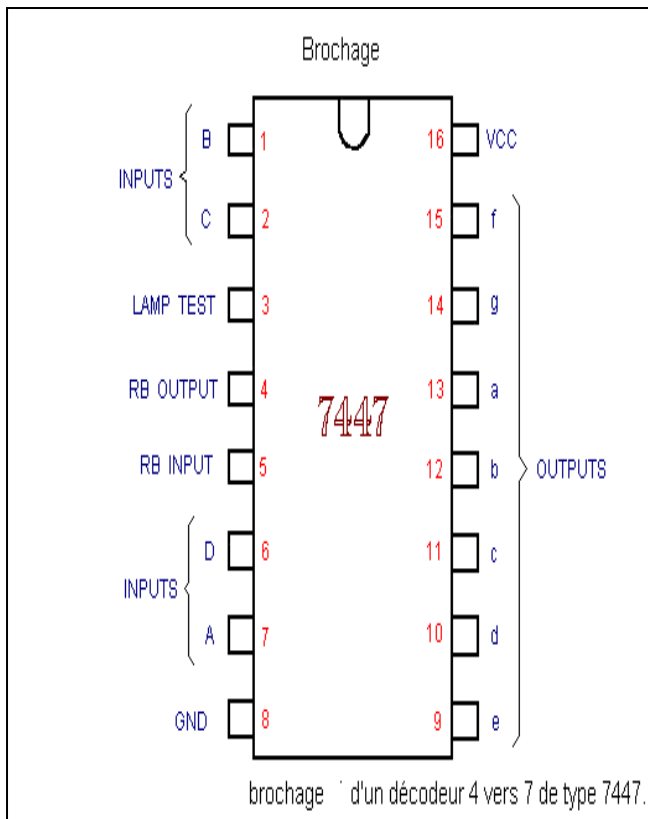 Brochage
B 1 16 VCC
INPUTS
C 2 15 f
LAMP TEST 3 14 g
RB OUTPUT 4 13 a
7447
RB INPUT 5 12 b OUTPUTS
D 6 11 c
INPUTS
A 7 10 d
GND 8 9 e
brochage d'un décodeur 4 vers 7 de type 7447.